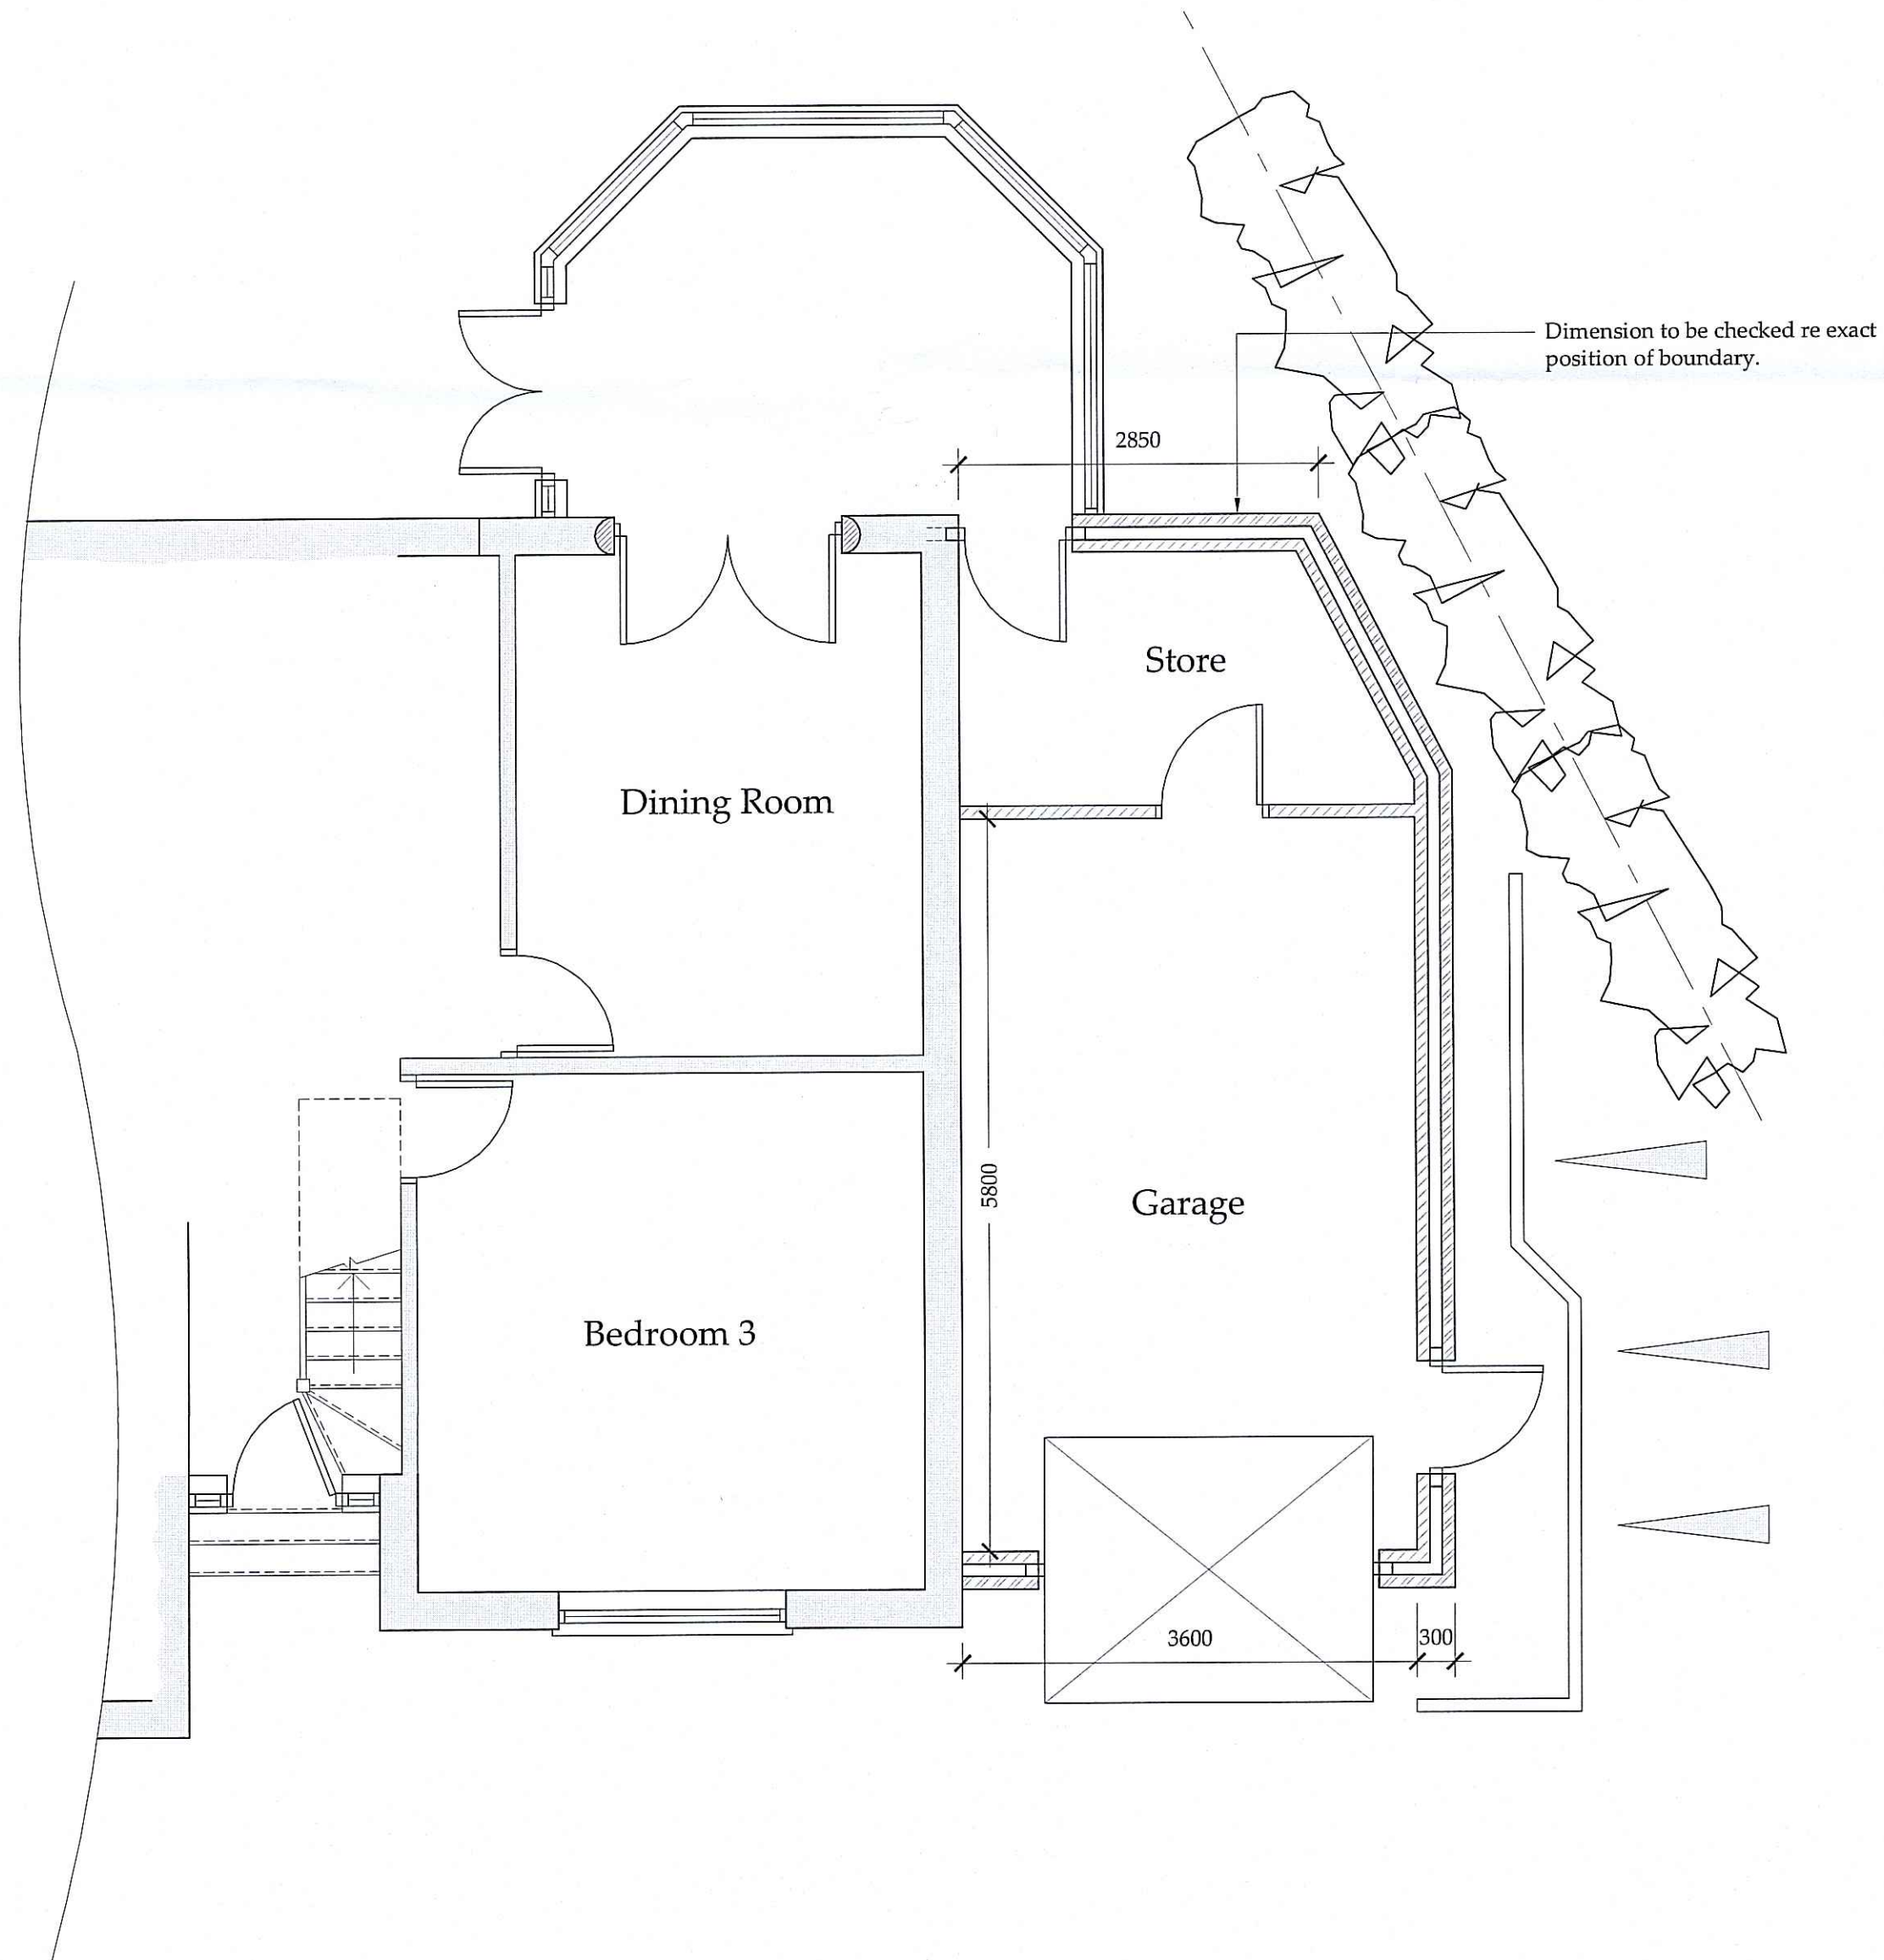 Dimension to be checked re exact
position of boundary.
2850
Store
Dining Room
5800
Garage
Bedroom 3
3600
300